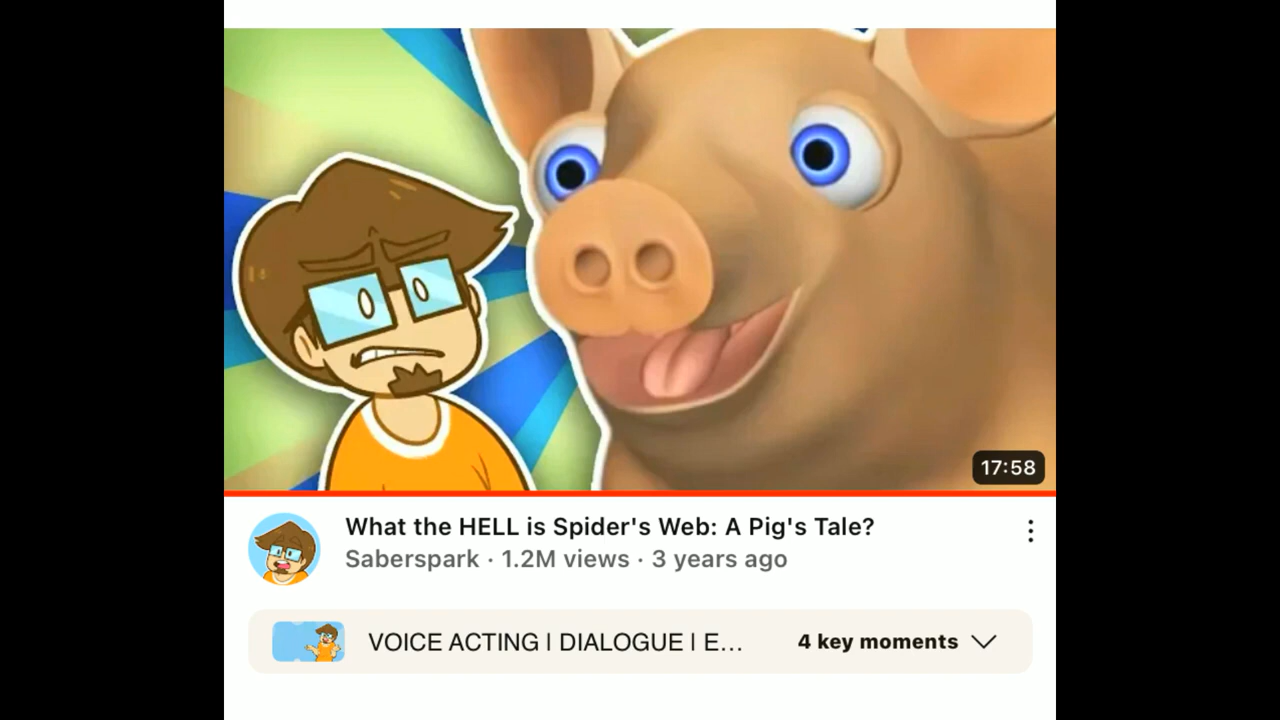 17:58
What the HELL is Spider's Web: A Pig's Tale?
Saberspark · 1.2M views · 3 years ago
VOICE ACTING | DIALOGUE | E... 4 key moments